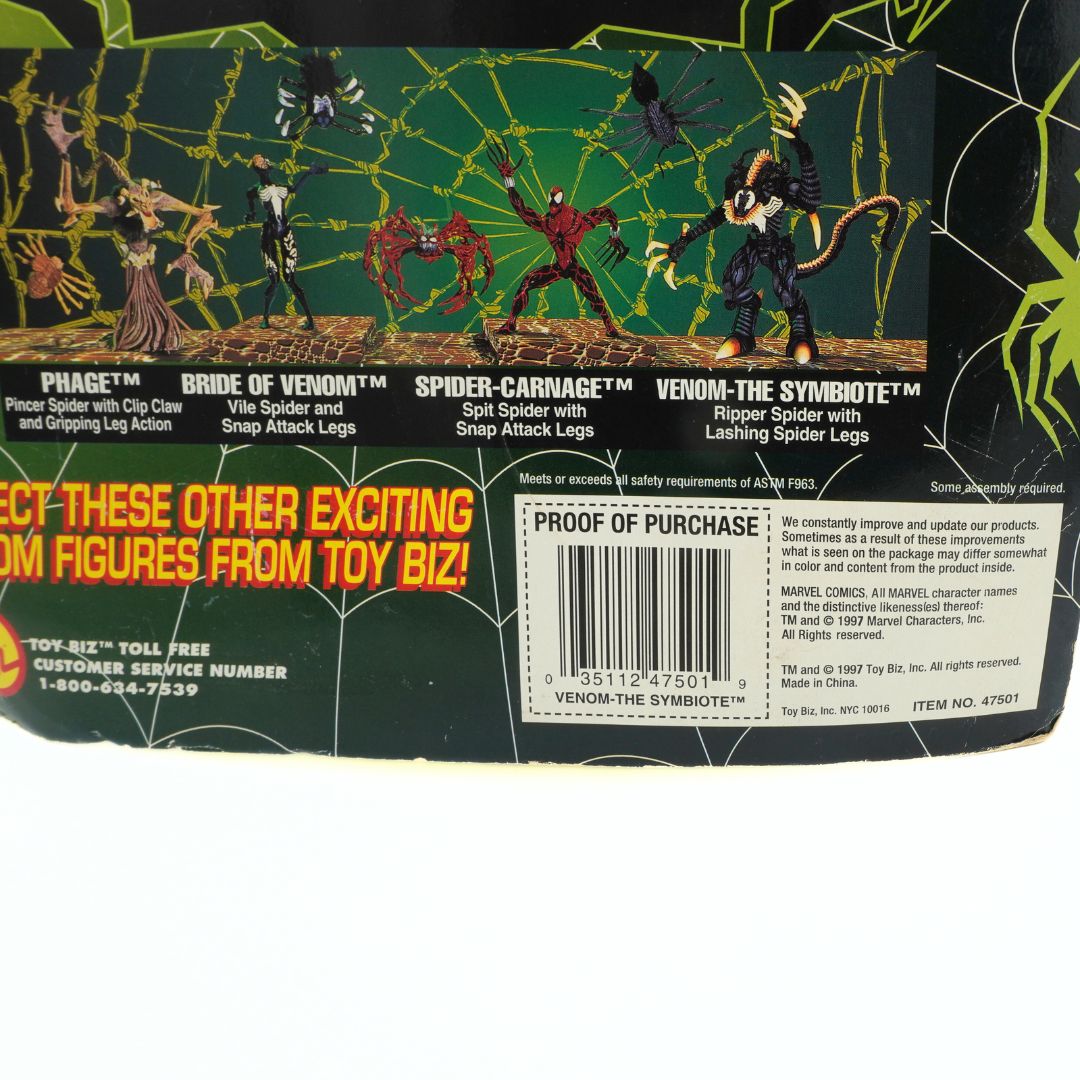 PHAGE™
Pincer Spider with Clip Claw
and Gripping Leg Action
BRIDE OF VENOM™
Vile Spider and
Snap Attack Legs
SPIDER-CARNAGE™
Spit Spider with
Snap Attack Legs
VENOM-THE SYMBIOTE™
Ripper Spider with
Lashing Spider Legs
ECT THESE OTHER EXCITING
OM FIGURES FROM TOY BIZ!
TOY BIZ™ TOLL FREE
CUSTOMER SERVICE NUMBER
1-800-634-7539
Meets or exceeds all safety requirements of ASTM F963.
Some assembly required.
PROOF OF PURCHASE
0 35112 47501 9
VENOM-THE SYMBIOTE™
We constantly improve and update our products.
Sometimes as a result of these improvements
what is seen on the package may differ somewhat
in color and content from the product inside.
MARVEL COMICS, All MARVEL character names
and the distinctive likeness(es) thereof:
TM and © 1997 Marvel Characters, Inc.
All Rights reserved.
TM and © 1997 Toy Biz, Inc. All rights reserved.
Made in China.
Toy Biz, Inc. NYC 10016
ITEM NO. 47501